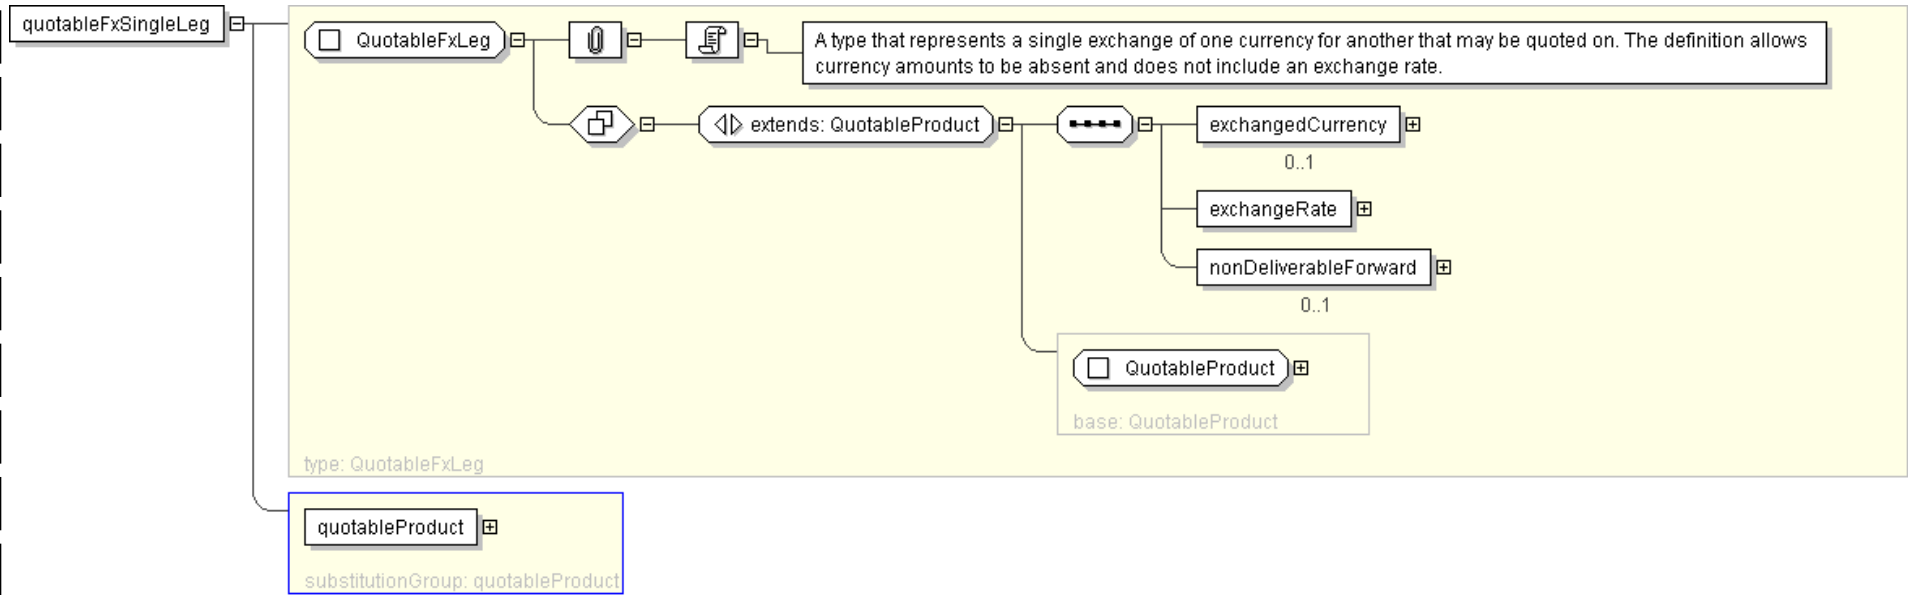 quotableFxSingleLeg
QuotableFxLeg
A type that represents a single exchange of one currency for another that may be quoted on. The definition allows
currency amounts to be absent and does not include an exchange rate.
extends: QuotableProduct
exchangedCurrency
0..1
exchangeRate
nonDeliverableForward
0..1
QuotableProduct
base: QuotableProduct
type: QuotableFxLeg
quotableProduct
substitutionGroup: quotableProduct